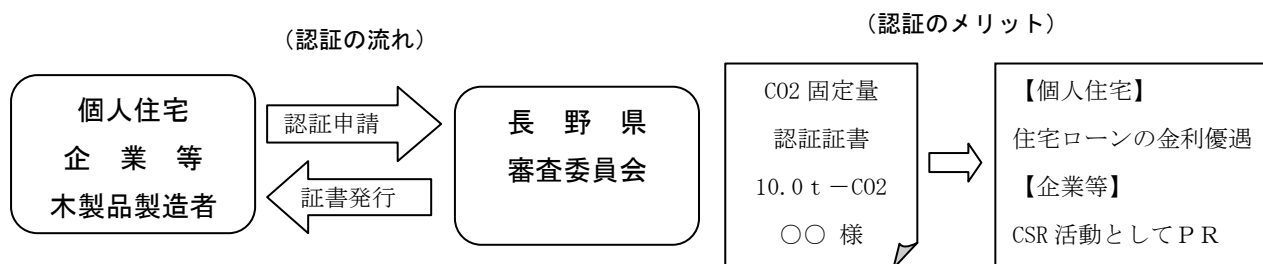 （認証の流れ）
個人住宅
企　業　等
木製品製造者
認証申請
証書発行
長　野　県
審査委員会
（認証のメリット）
CO2 固定量
認証証書
10.0ｔ－CO2
○○ 様
【個人住宅】
住宅ローンの金利優遇
【企業等】
CSR 活動としてＰＲ